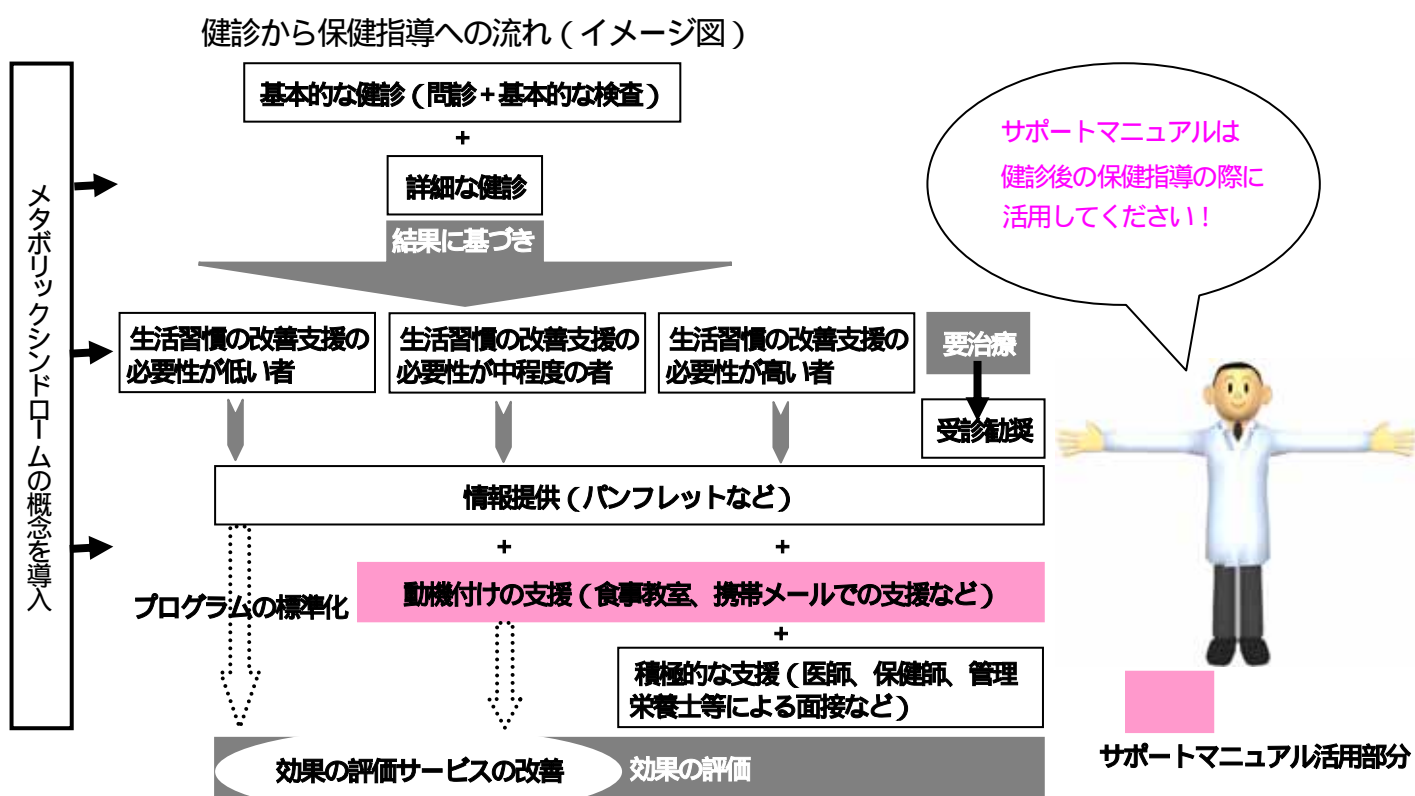 健診から保健指導への流れ（イメージ図）
メタボリックシンドロームの概念を導入
基本的な健診（問診+基本的な検査）
+
詳細な健診
結果に基づき
サポートマニュアルは
健診後の保健指導の際に
活用してください！
生活習慣の改善支援の
必要性が低い者
生活習慣の改善支援の
必要性が中程度の者
生活習慣の改善支援の
必要性が高い者
要治療
受診勧奨
情報提供（パンフレットなど）
+
+
プログラムの標準化
動機付けの支援（食事教室、携帯メールでの支援など）
+
積極的な支援（医師、保健師、管理
栄養士等による面接など）
効果の評価サービスの改善
効果の評価
サポートマニュアル活用部分